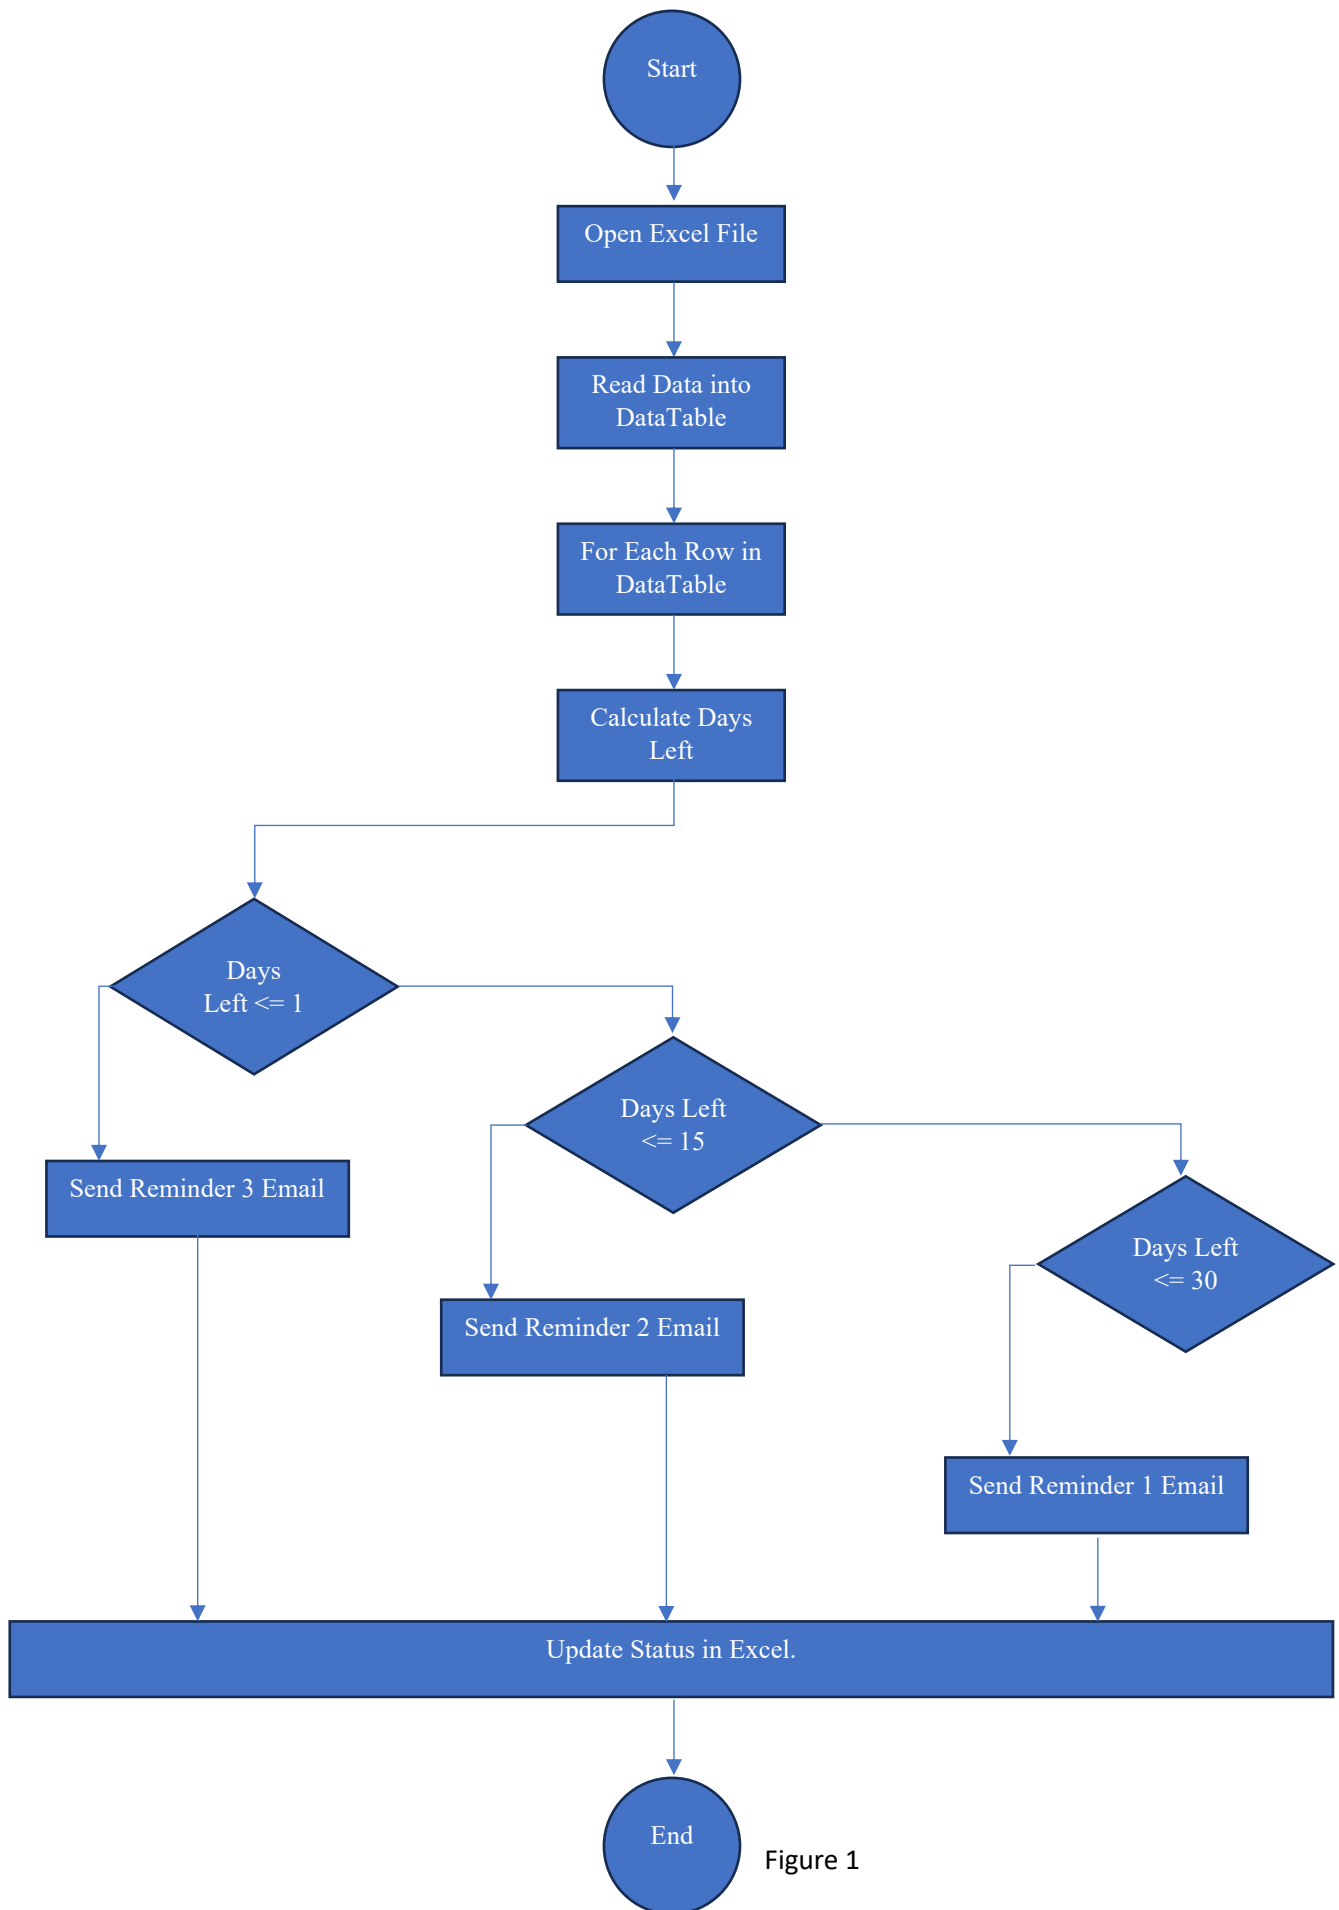 Start
Open Excel File
Read Data into
DataTable
For Each Row in
DataTable
Calculate Days
Left
Days
Left <= 1
Days Left
<= 15
Send Reminder 3 Email
Days Left
<= 30
Send Reminder 2 Email
Send Reminder 1 Email
Update Status in Excel.
End
Figure 1